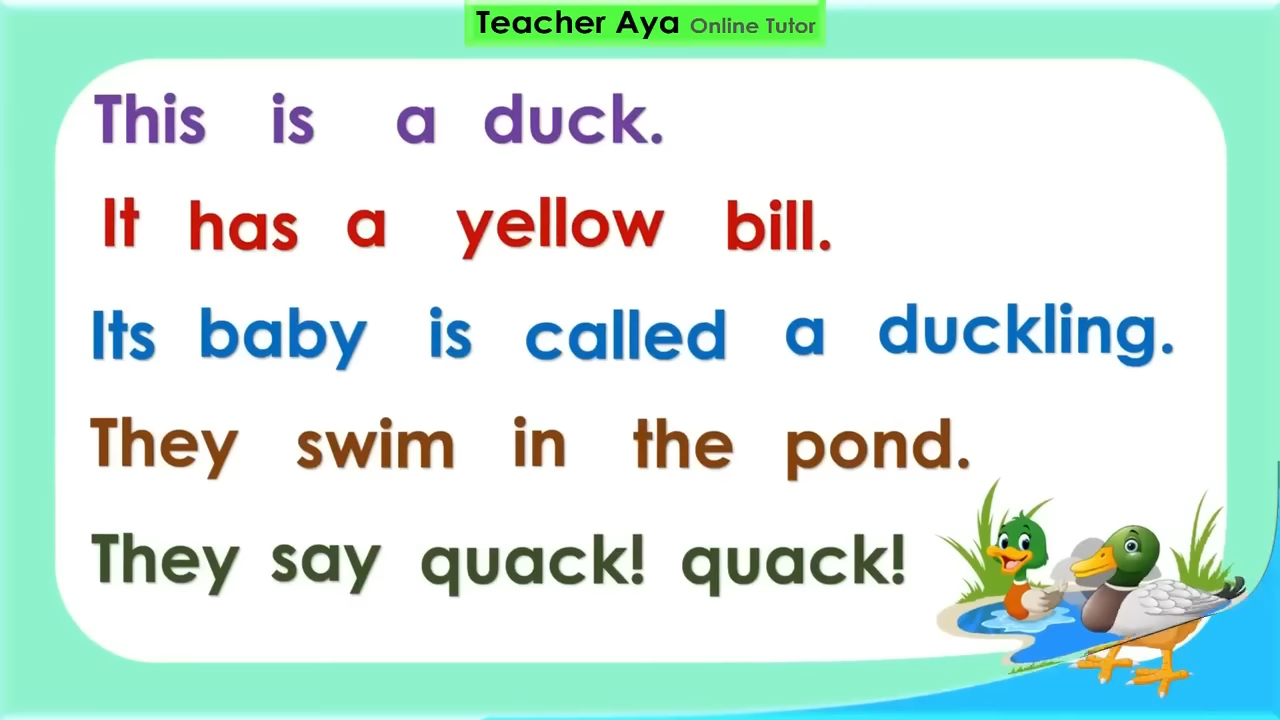 Teacher Aya Online Tutor
This is a duck.
It has a yellow bill.
Its baby is called a duckling.
They swim in the pond.
They say quack! quack!